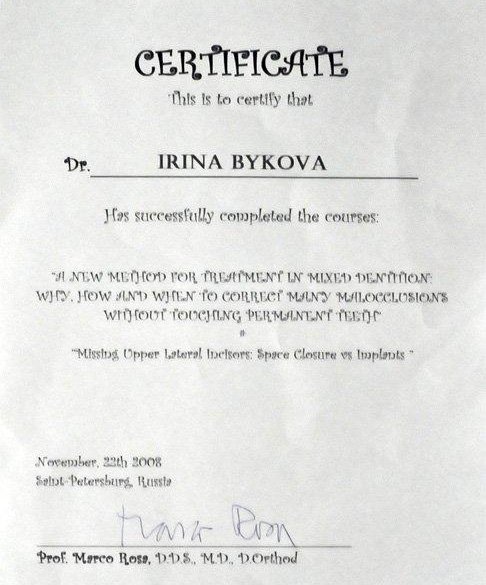 CERTIFICATE
This is to certify that
Dr. IRINA BYKOVA
Has successfully completed the courses:
"A NEW METHOD FOR TREATMENT IN MIXED DENTITION:
WHY, HOW AND WHEN TO CORRECT MANY MALOCCLUSIONS
WITHOUT TOUCHING PERMANENT TEETH"
"Missing Upper Lateral Incisors: Space Closure vs Implants "
November, 22th 2008
Saint-Petersburg, Russia
Marco Rosa
Prof. Marco Rosa, D.D.S., M.D., D.Orthod